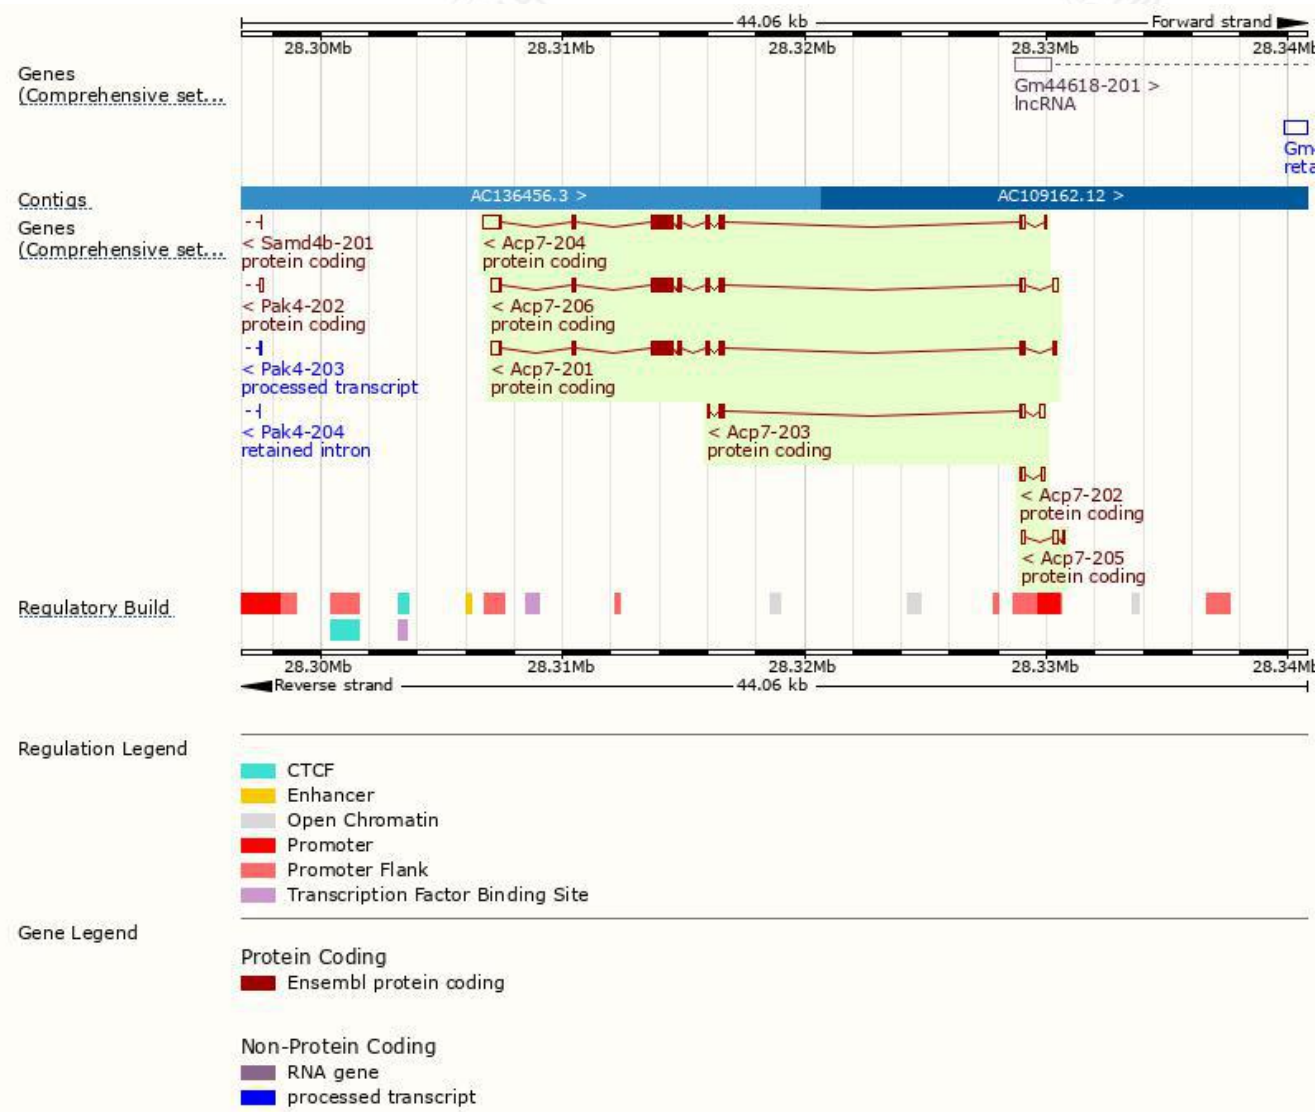 44.06 kb Forward strand
28.30Mb 28.31Mb 28.32Mb 28.33Mb 28.34Mb
Genes
(Comprehensive set...
Gm44618-201 >
lncRNA
Gm
reta
Contigs
AC136456.3 > AC109162.12 >
Genes
(Comprehensive set...
< Samd4b-201
protein coding
< Acp7-204
protein coding
< Pak4-202
protein coding
< Acp7-206
protein coding
< Pak4-203
processed transcript
< Acp7-201
protein coding
< Pak4-204
retained intron
< Acp7-203
protein coding
< Acp7-202
protein coding
< Acp7-205
protein coding
Regulatory Build
28.30Mb 28.31Mb 28.32Mb 28.33Mb 28.34Mb
Reverse strand 44.06 kb
Regulation Legend
CTCF
Enhancer
Open Chromatin
Promoter
Promoter Flank
Transcription Factor Binding Site
Gene Legend
Protein Coding
Ensembl protein coding
Non-Protein Coding
RNA gene
processed transcript